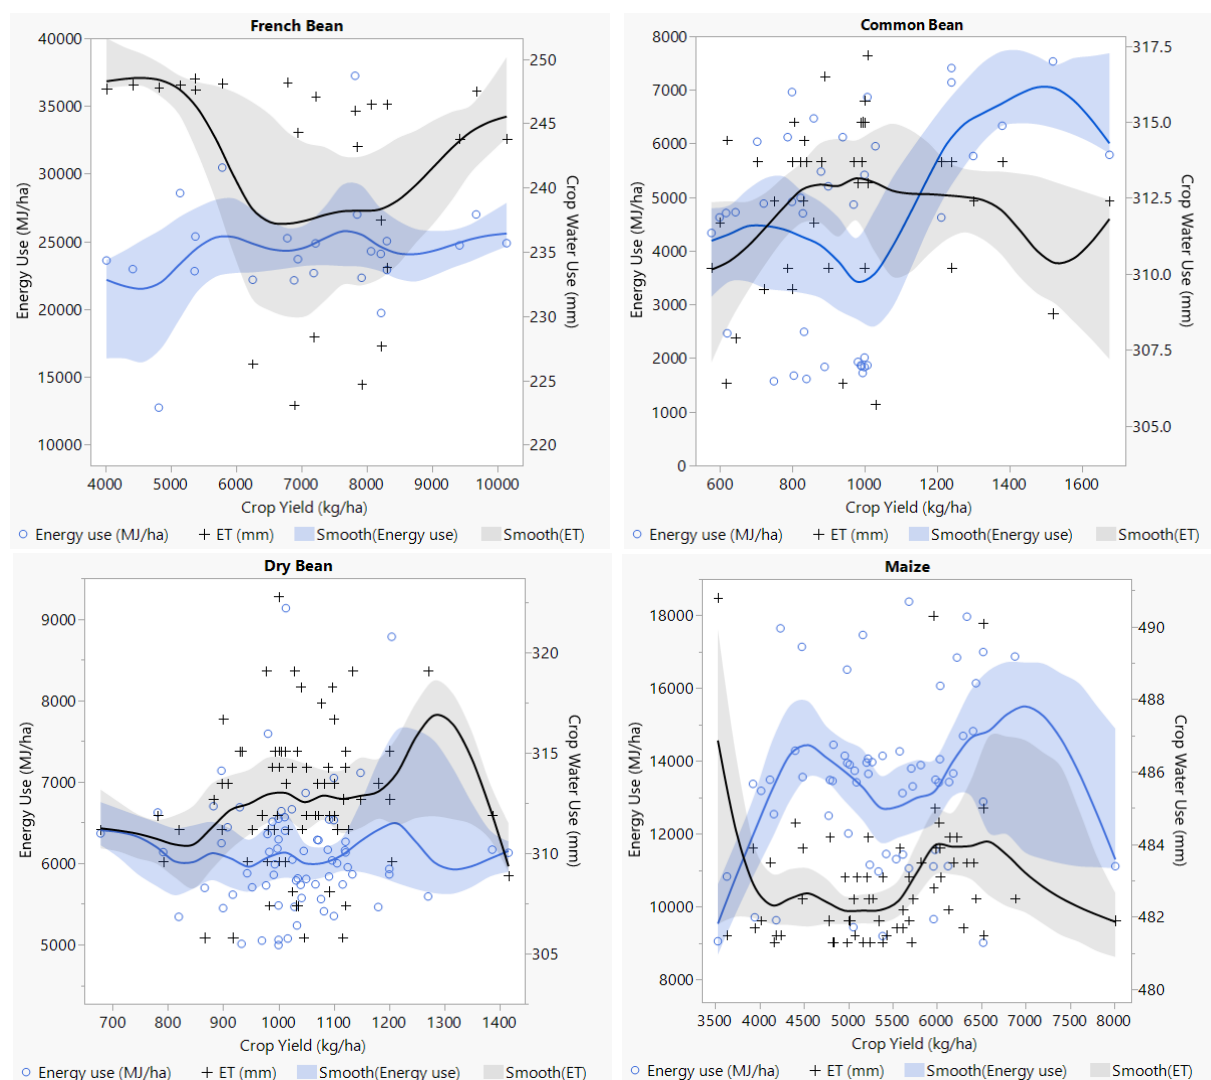 French Bean
40000
35000
30000
25000
20000
15000
10000
Energy Use (MJ/ha)
250
245
240
235
230
225
220
Crop Water Use (mm)
4000 5000 6000 7000 8000 9000 10000
Crop Yield (kg/ha)
Energy use (MJ/ha) ET (mm) Smooth(Energy use) Smooth(ET)
Common Bean
8000
7000
6000
5000
4000
3000
2000
1000
0
Energy Use (MJ/ha)
317.5
315.0
312.5
310.0
307.5
305.0
Crop Water Use (mm)
600 800 1000 1200 1400 1600
Crop Yield (kg/ha)
Energy use (MJ/ha) ET (mm) Smooth(Energy use) Smooth(ET)
Dry Bean
9000
8000
7000
6000
5000
Energy Use (MJ/ha)
320
315
310
305
Crop Water Use (mm)
700 800 900 1000 1100 1200 1300 1400
Crop Yield (kg/ha)
Energy use (MJ/ha) ET (mm) Smooth(Energy use) Smooth(ET)
Maize
18000
16000
14000
12000
10000
8000
Energy Use (MJ/ha)
490
488
486
484
482
480
Crop Water Use (mm)
3500 4000 4500 5000 5500 6000 6500 7000 7500 8000
Crop Yield (kg/ha)
Energy use (MJ/ha) ET (mm) Smooth(Energy use) Smooth(ET)